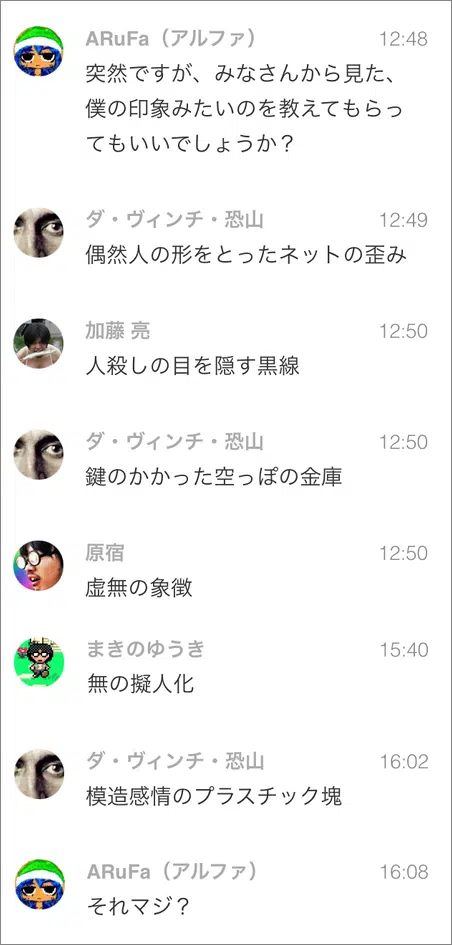 ARuFa（アルファ） 12:48
突然ですが、みなさんから見た、
僕の印象みたいのを教えてもらっ
てもいいでしょうか？
ダ・ヴィンチ・恐山 12:49
偶然人の形をとったネットの歪み
加藤 亮 12:50
人殺しの目を隠す黒線
ダ・ヴィンチ・恐山 12:50
鍵のかかった空っぽの金庫
原宿 12:50
虚無の象徴
まきのゆうき 15:40
無の擬人化
ダ・ヴィンチ・恐山 16:02
模造感情のプラスチック塊
ARuFa（アルファ） 16:08
それマジ？